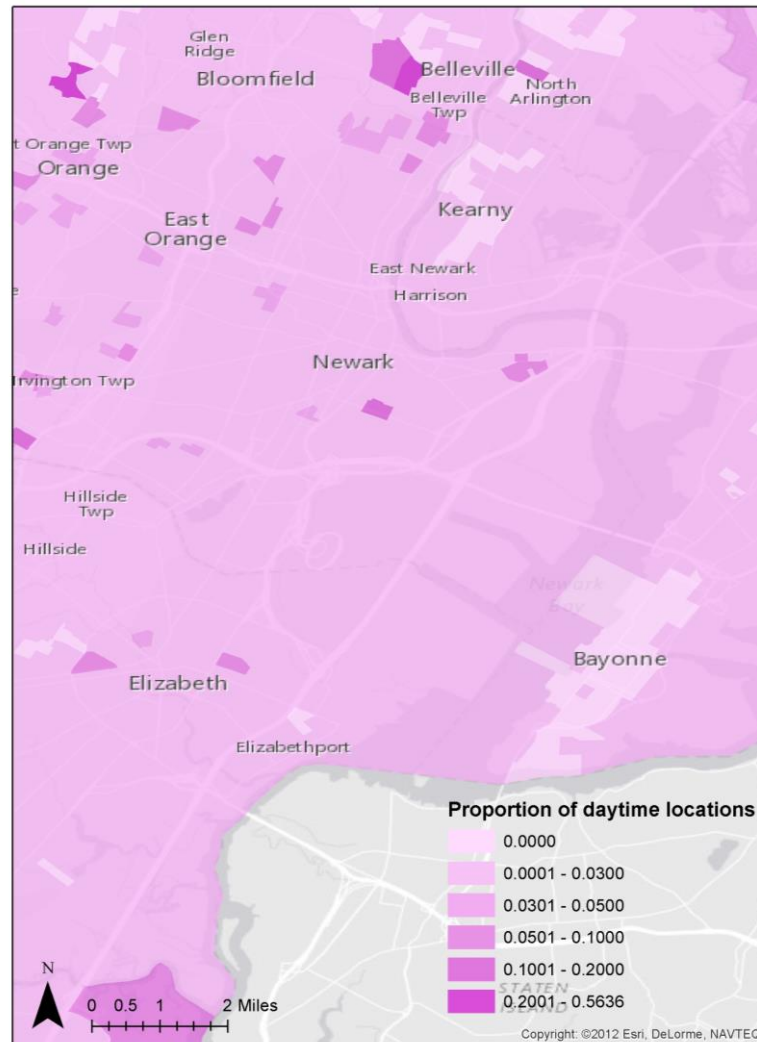 Glen
Ridge
Bloomfield
Belleville
Belleville
Twp
North
Arlington
t Orange Twp
Orange
East
Orange
Kearny
East Newark
Harrison
e
Newark
Irvington Twp
Hillside
Twp
Hillside
Newark
Bay
Bayonne
Elizabeth
Elizabethport
Proportion of daytime locations
0.0000
0.0001 - 0.0300
0.0301 - 0.0500
0.0501 - 0.1000
0.1001 - 0.2000
0.2001 - 0.5636
STATEN
ISLAND
N
0 0.5 1 2 Miles
Copyright: ©2012 Esri, DeLorme, NAVTEQ